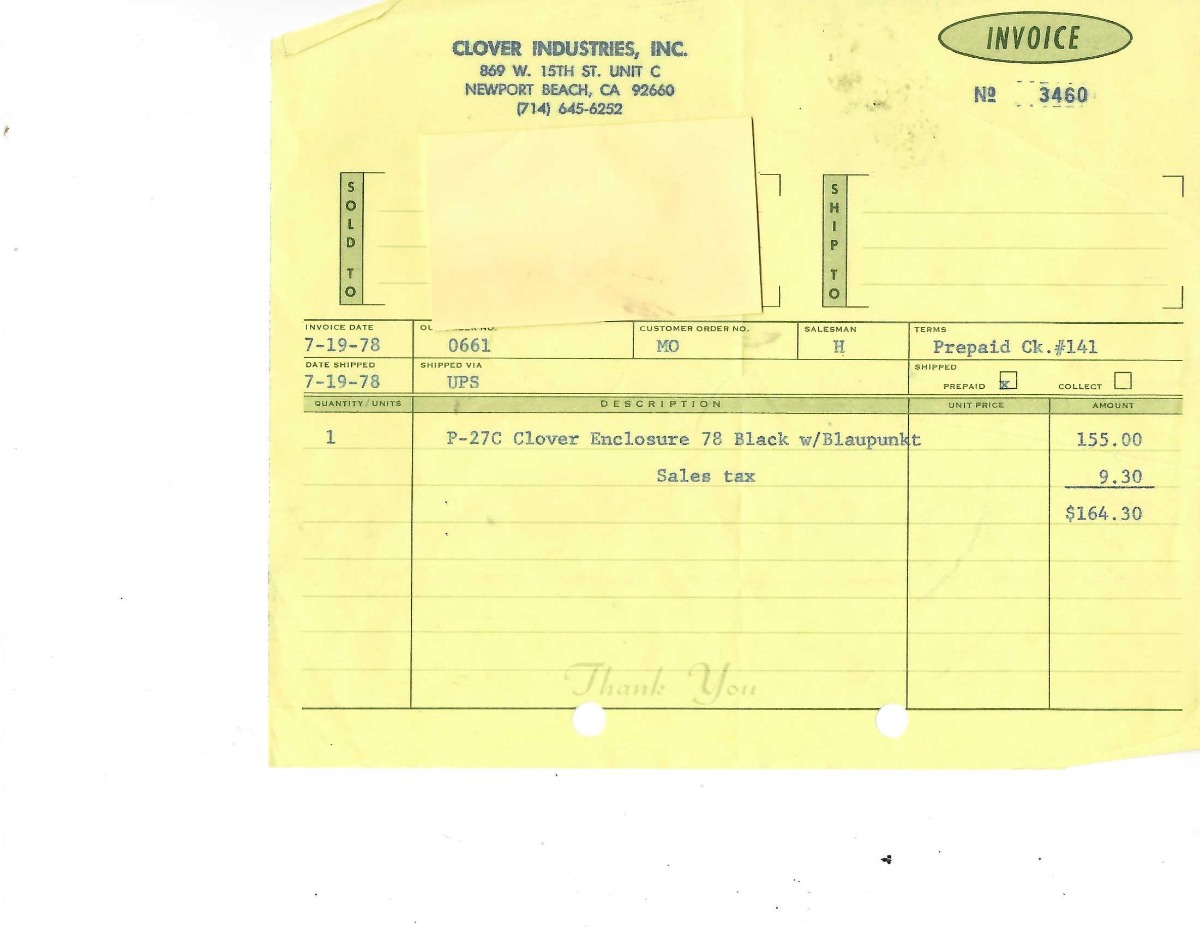 CLOVER INDUSTRIES, INC.
869 W. 15TH ST. UNIT C
NEWPORT BEACH, CA 92660
(714) 645-6252
INVOICE
Nº 3460
SOLD TO
SHIP TO
INVOICE DATE
7-19-78
0661
CUSTOMER ORDER NO.
MO
SALESMAN
H
TERMS
Prepaid Ck.#141
DATE SHIPPED
7-19-78
SHIPPED VIA
UPS
SHIPPED
PREPAID x COLLECT
QUANTITY/UNITS DESCRIPTION UNIT PRICE AMOUNT
1 P-27C Clover Enclosure 78 Black w/Blaupunkt 155.00
Sales tax 9.30
$164.30
Thank You